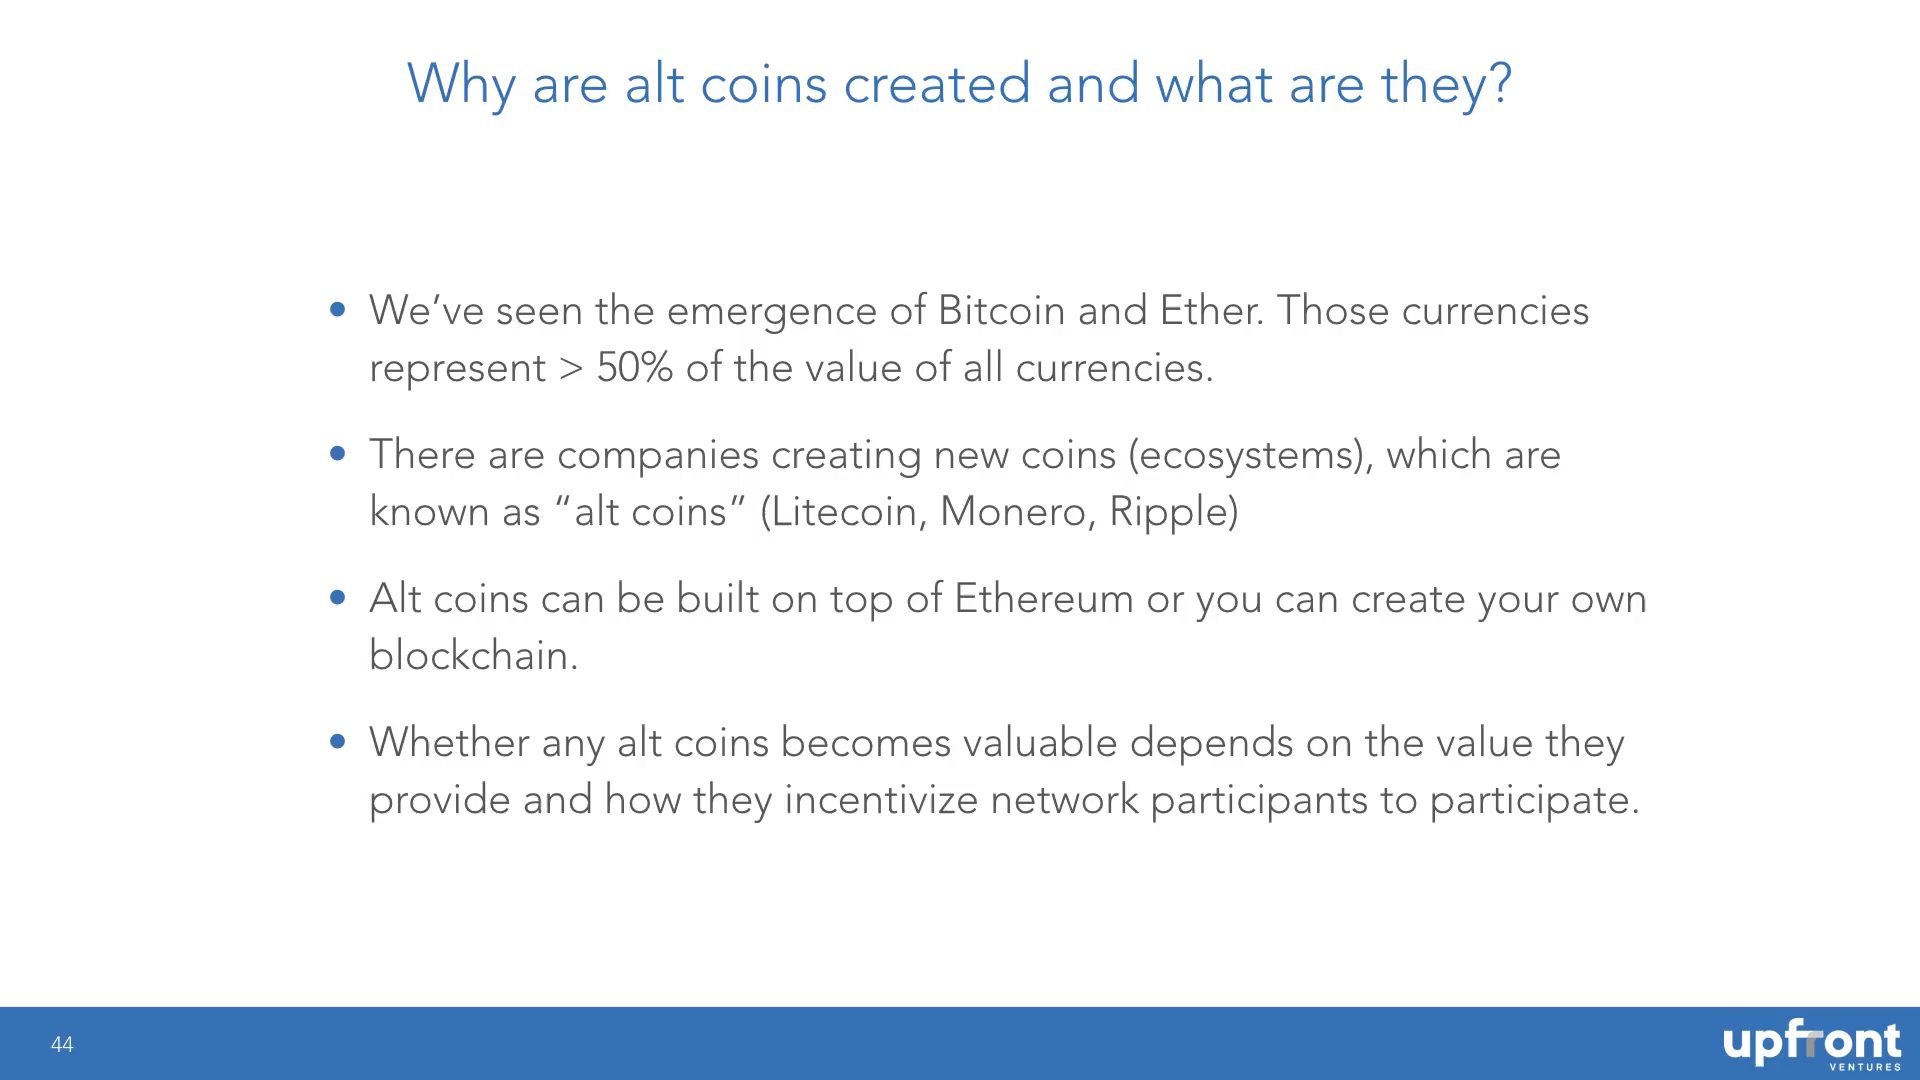 Why are alt coins created and what are they?
• We’ve seen the emergence of Bitcoin and Ether. Those currencies
represent > 50% of the value of all currencies.
• There are companies creating new coins (ecosystems), which are
known as “alt coins” (Litecoin, Monero, Ripple)
• Alt coins can be built on top of Ethereum or you can create your own
blockchain.
• Whether any alt coins becomes valuable depends on the value they
provide and how they incentivize network participants to participate.
44
upfront
VENTURES